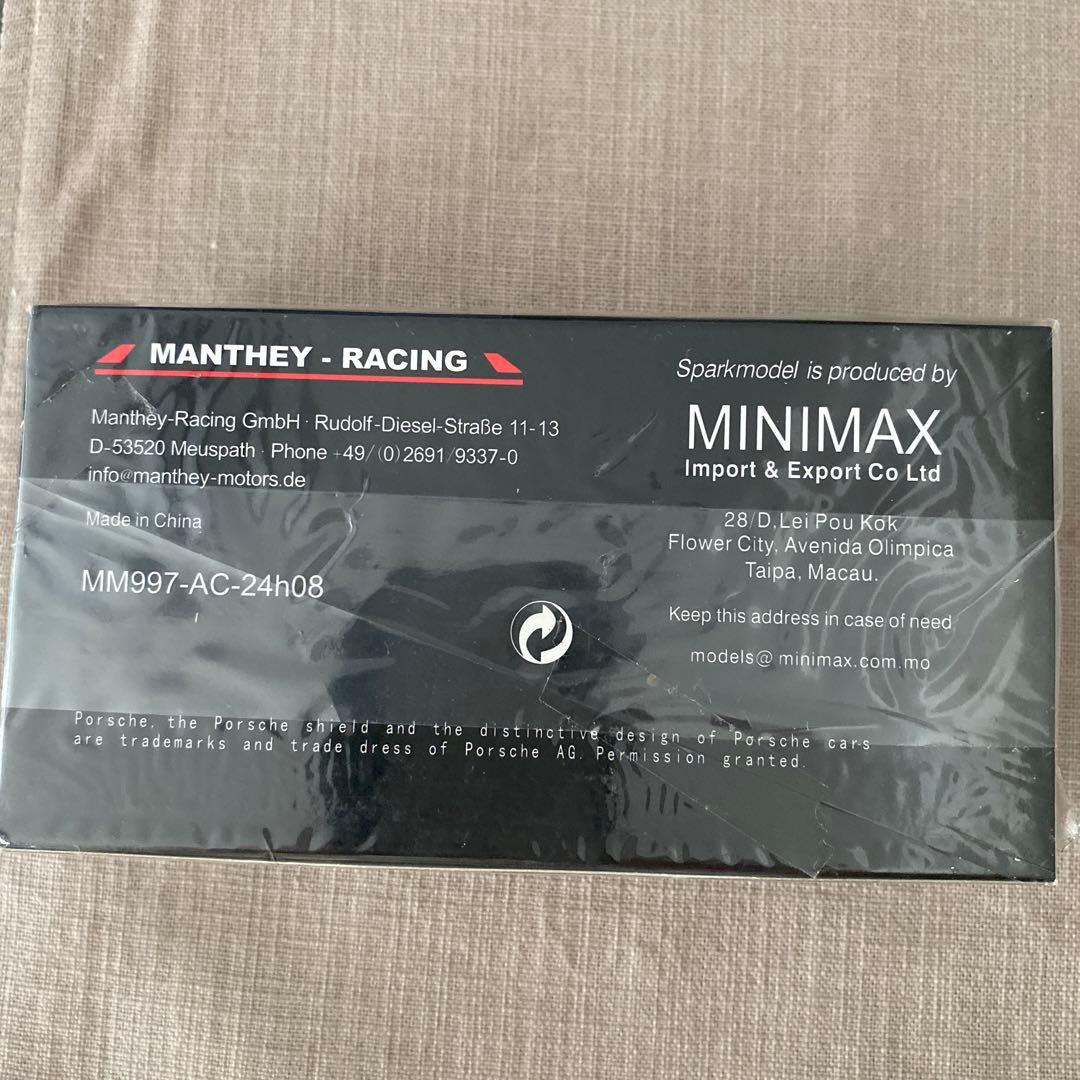 MANTHEY - RACING
Manthey-Racing GmbH · Rudolf-Diesel-Straße 11-13
D-53520 Meuspath · Phone +49/(0)2691/9337-0
info@manthey-motors.de
Made in China
MM997-AC-24h08
Sparkmodel is produced by
MINIMAX
Import & Export Co Ltd
28/D,Lei Pou Kok
Flower City, Avenida Olimpica
Taipa, Macau.
Keep this address in case of need
models@minimax.com.mo
Porsche, the Porsche shield and the distinctive design of Porsche cars
are trademarks and trade dress of Porsche AG. Permission granted.